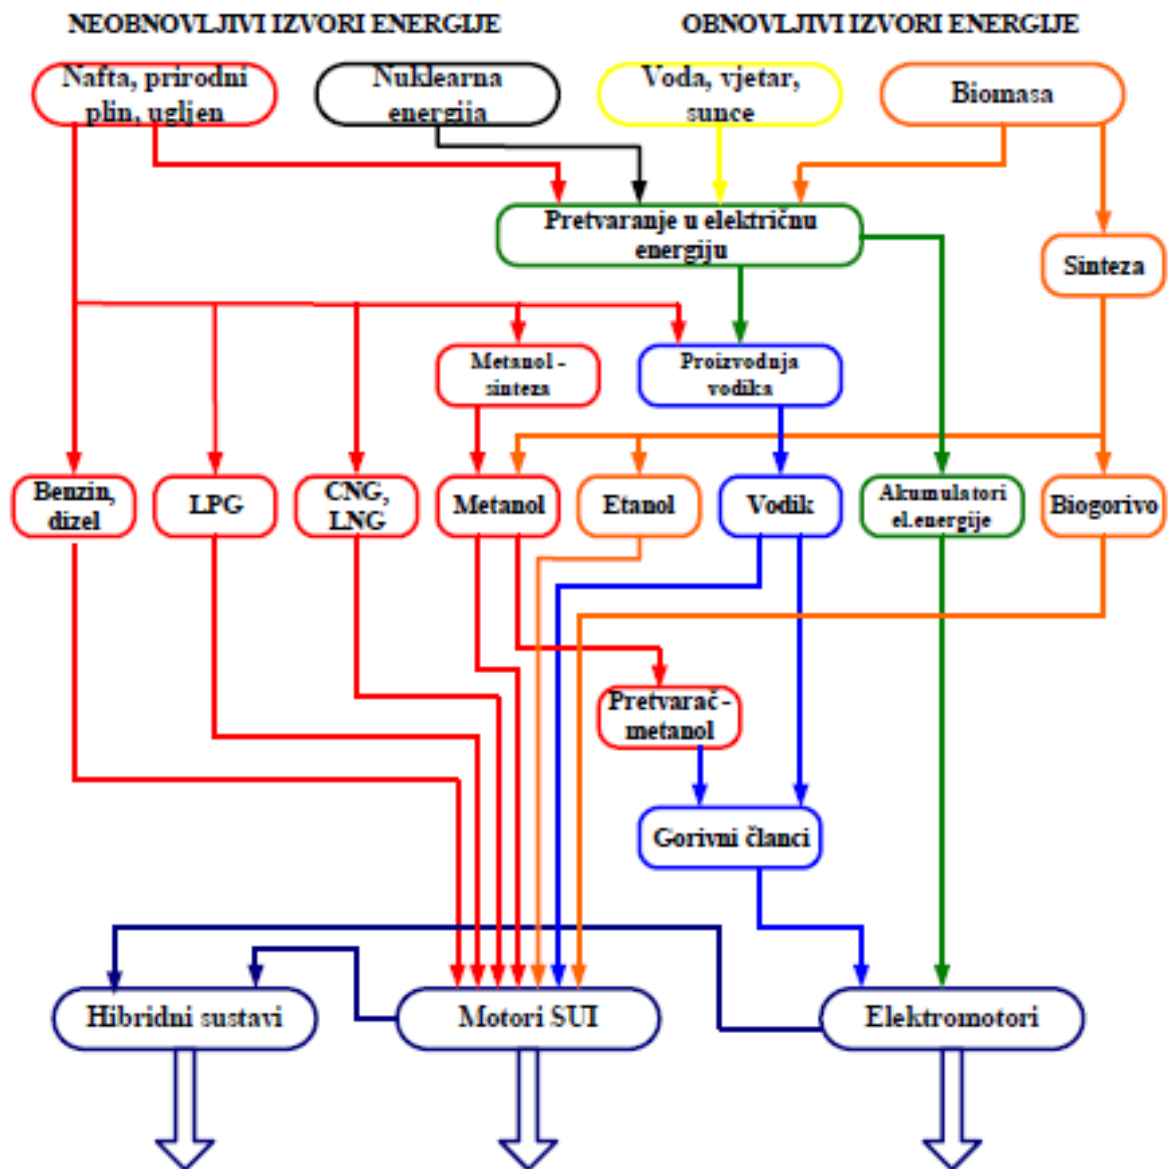 NEOBNOVLJIVI IZVORI ENERGIJE
OBNOVLJIVI IZVORI ENERGIJE
Nafta, prirodni
plin, ugljen
Nuklearna
energija
Voda, vjetar,
sunce
Biomasa
Pretvaranje u električnu
energiju
Sinteza
Metanol -
sinteza
Proizvodnja
vodika
Benzin,
dizel
LPG
CNG,
LNG
Metanol
Etanol
Vodik
Akumulatori
el.energije
Biogorivo
Pretvarač-
metanol
Gorivni članci
Hibridni sustavi
Motori SUI
Elektromotori